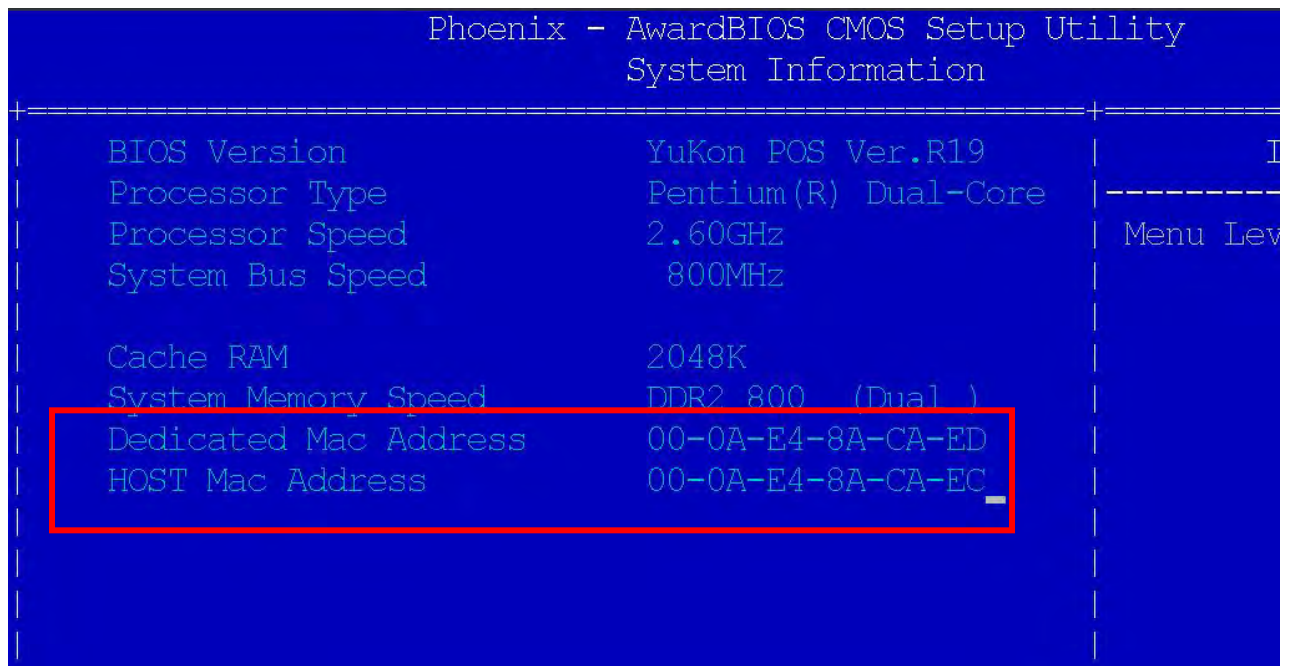 Phoenix - AwardBIOS CMOS Setup Utility
System Information
BIOS Version YuKon POS Ver.R19
Processor Type Pentium(R) Dual-Core
Processor Speed 2.60GHz
Menu Lev
System Bus Speed 800MHz
Cache RAM 2048K
System Memory Speed DDR2 800 (Dual )
Dedicated Mac Address 00-0A-E4-8A-CA-ED
HOST Mac Address 00-0A-E4-8A-CA-EC_